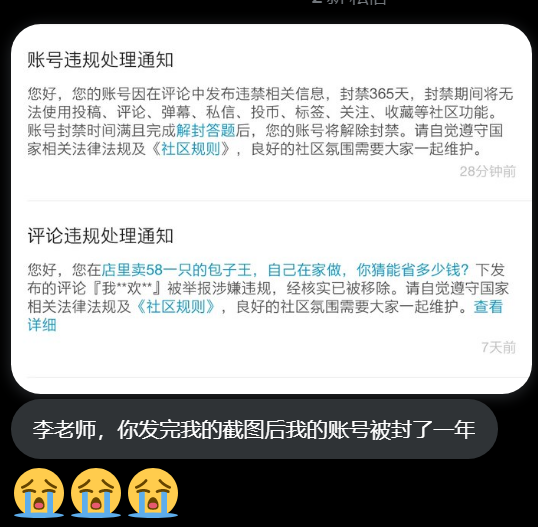 账号违规处理通知
您好，您的账号因在评论中发布违禁相关信息，封禁365天，封禁期间将无
法使用投稿、评论、弹幕、私信、投币、标签、关注、收藏等社区功能。
账号封禁时间满且完成解封答题后，您的账号将解除封禁。请自觉遵守国
家相关法律法规及《社区规则》，良好的社区氛围需要大家一起维护。
28分钟前
评论违规处理通知
您好，您在店里卖58一只的包子王，自己在家做，你猜能省多少钱？下发
布的评论『我**欢**』被举报涉嫌违规，经核实已被移除。请自觉遵守国家
相关法律法规及《社区规则》，良好的社区氛围需要大家一起维护。查看
详细
7天前
李老师，你发完我的截图后我的账号被封了一年